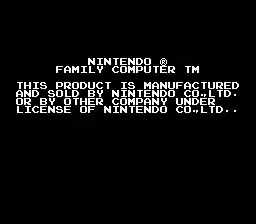 NINTENDO ®
FAMILY COMPUTER TM
THIS PRODUCT IS MANUFACTURED
AND SOLD BY NINTENDO CO.,LTD.
OR BY OTHER COMPANY UNDER
LICENSE OF NINTENDO CO.,LTD..